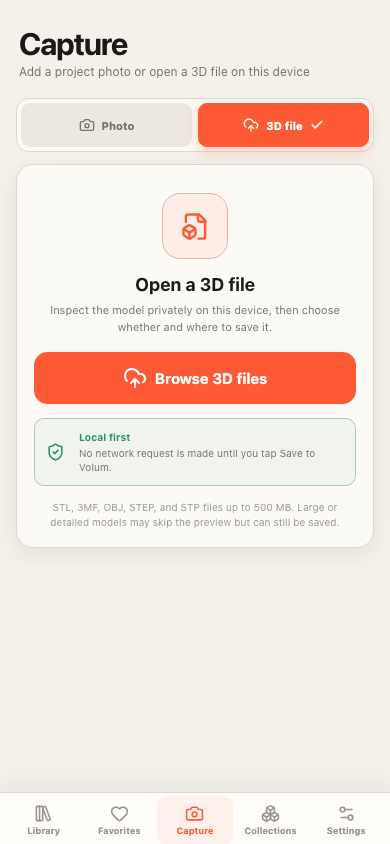 Capture
Add a project photo or open a 3D file on this device
Photo
3D file
Open a 3D file
Inspect the model privately on this device, then choose
whether and where to save it.
Browse 3D files
Local first
No network request is made until you tap Save to
Volum.
STL, 3MF, OBJ, STEP, and STP files up to 500 MB. Large or
detailed models may skip the preview but can still be saved.
Library
Favorites
Capture
Collections
Settings